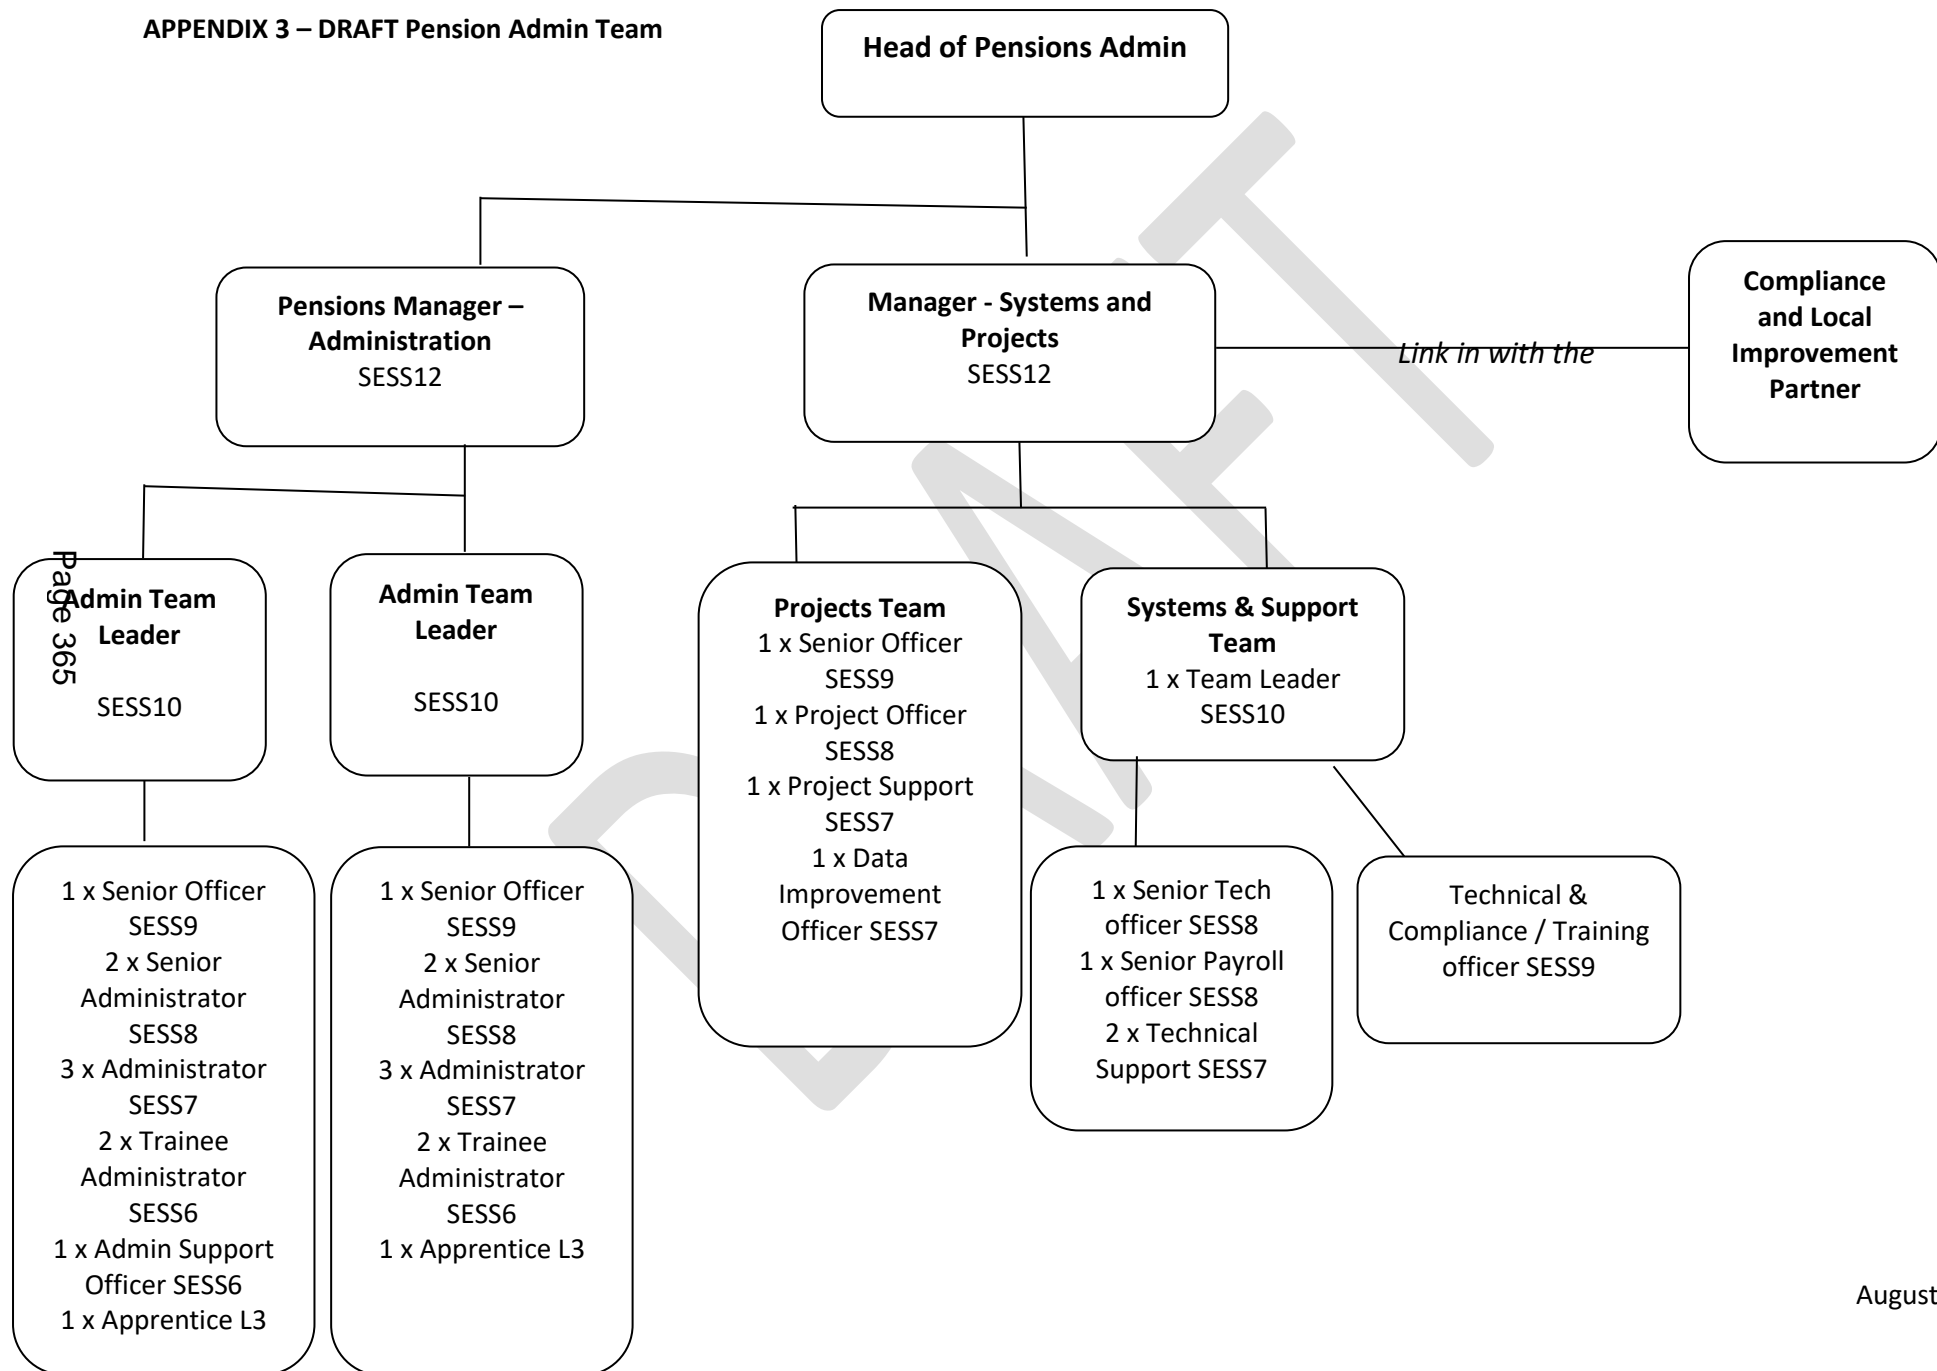 APPENDIX 3 – DRAFT Pension Admin Team
Head of Pensions Admin
Pensions Manager –
Administration
SESS12
Manager - Systems and
Projects
SESS12
Link in with the
Compliance
and Local
Improvement
Partner
Page 365
Admin Team
Leader
SESS10
Admin Team
Leader
SESS10
Projects Team
1 x Senior Officer
SESS9
1 x Project Officer
SESS8
1 x Project Support
SESS7
1 x Data
Improvement
Officer SESS7
Systems & Support
Team
1 x Team Leader
SESS10
1 x Senior Officer
SESS9
2 x Senior
Administrator
SESS8
3 x Administrator
SESS7
2 x Trainee
Administrator
SESS6
1 x Admin Support
Officer SESS6
1 x Apprentice L3
1 x Senior Officer
SESS9
2 x Senior
Administrator
SESS8
3 x Administrator
SESS7
2 x Trainee
Administrator
SESS6
1 x Apprentice L3
1 x Senior Tech
officer SESS8
1 x Senior Payroll
officer SESS8
2 x Technical
Support SESS7
Technical &
Compliance / Training
officer SESS9
August
DRAFT